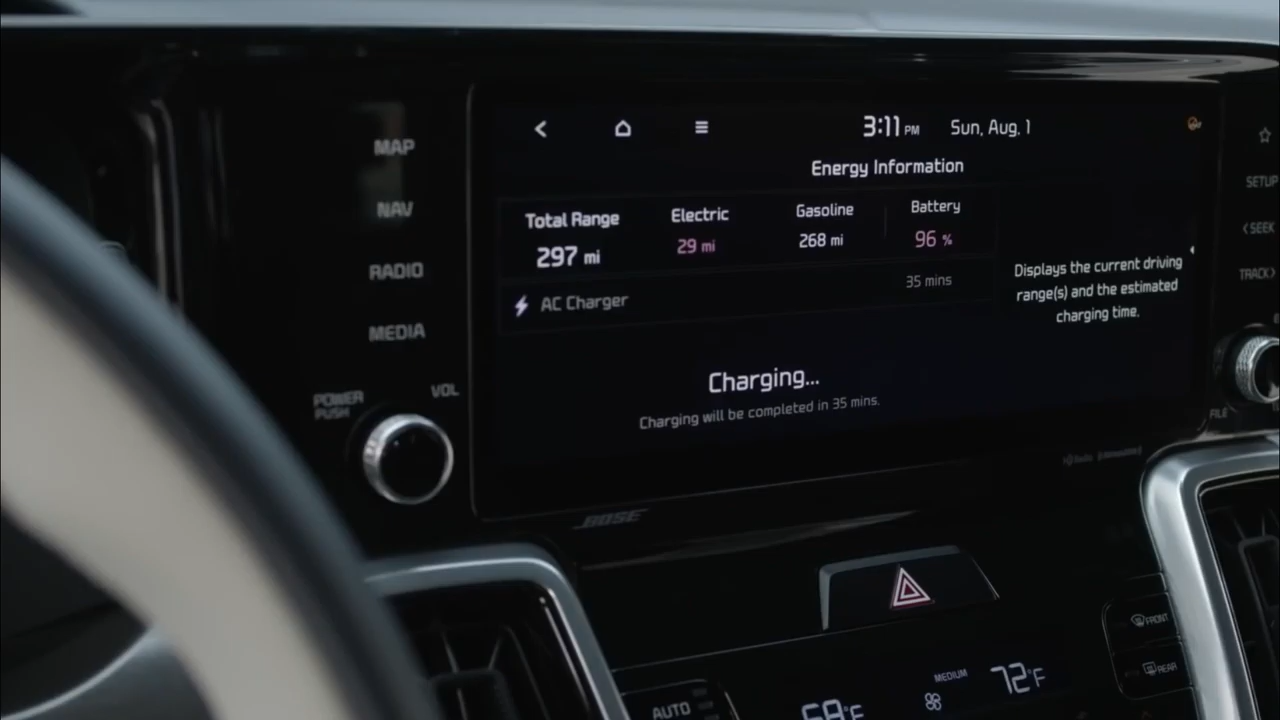 MAP
NAV
RADIO
MEDIA
POWER
PUSH
VOL
3:11 PM Sun, Aug. 1
Energy Information
Total Range
297 mi
Electric
29 mi
Gasoline
268 mi
Battery
96 %
AC Charger
35 mins
Displays the current driving
range(s) and the estimated
charging time.
Charging...
Charging will be completed in 35 mins.
SETUP
SEEK
TRACK
FILE
BOSE
FRONT
REAR
AUTO
68°F
MEDIUM
72°F